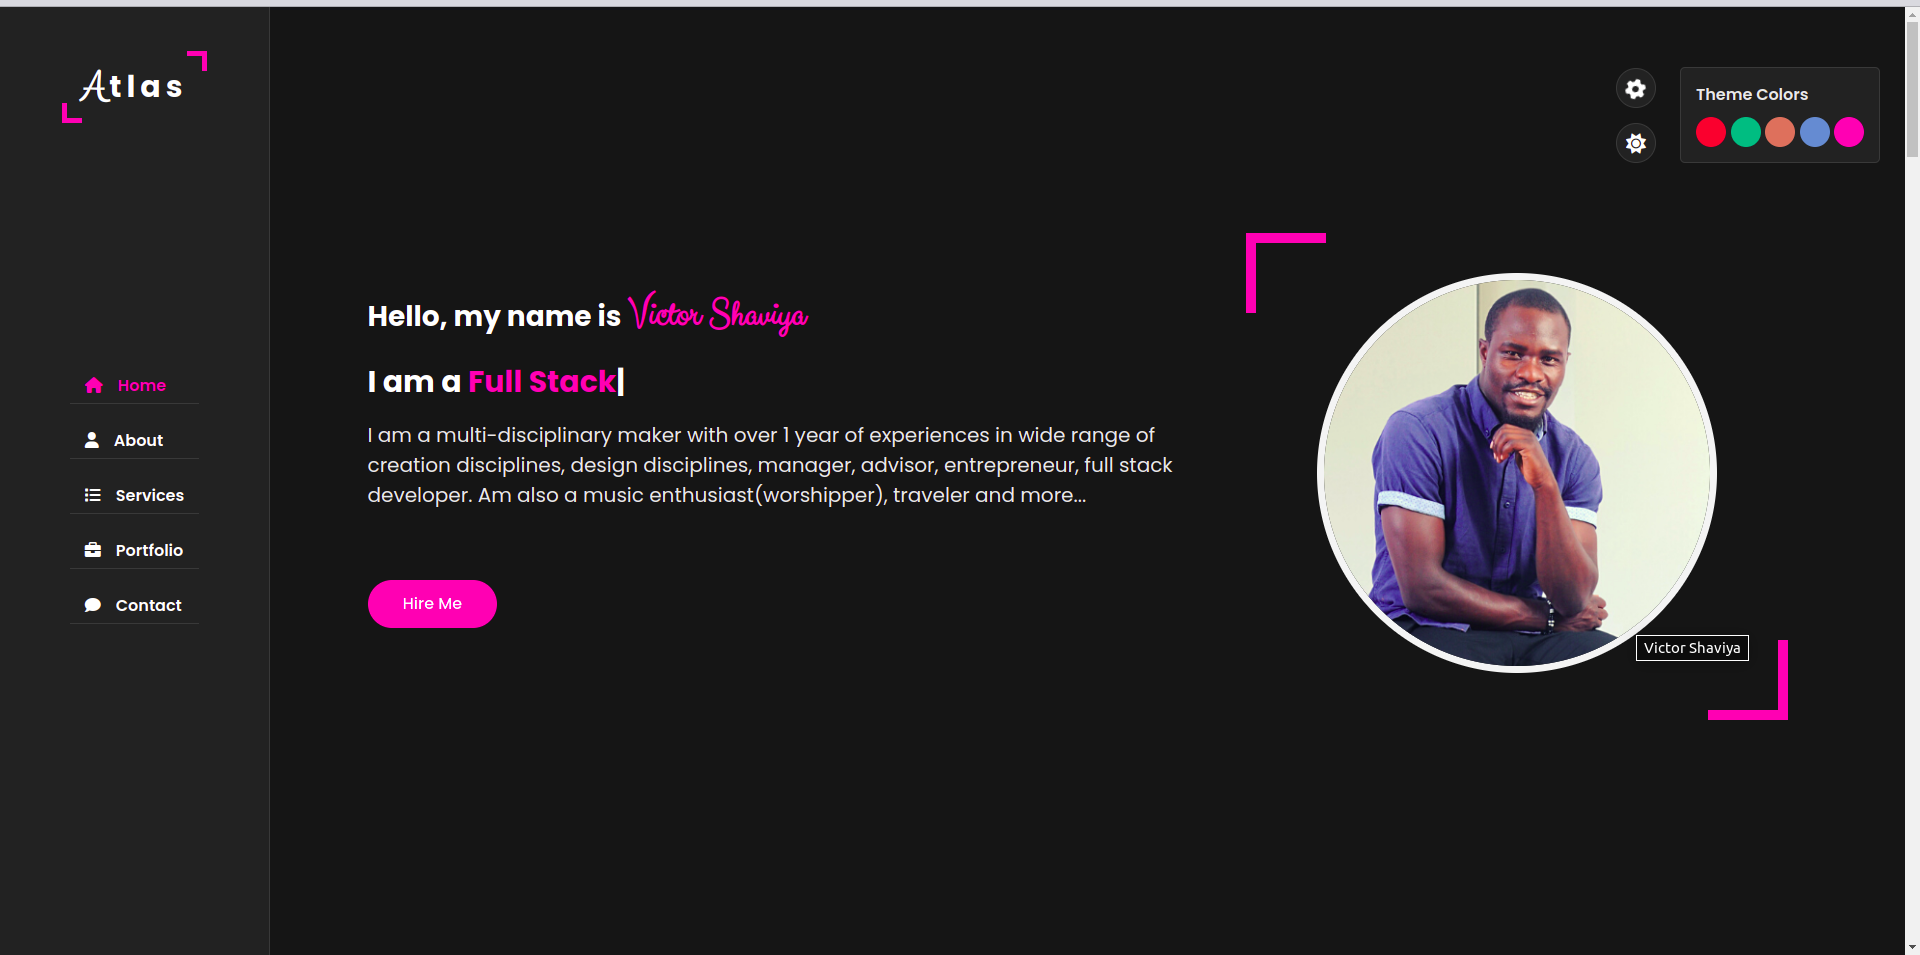 Atlas
Home
About
Services
Portfolio
Contact
Theme Colors
Hello, my name is Victor Shaviya
I am a Full Stack|
I am a multi-disciplinary maker with over 1 year of experiences in wide range of
creation disciplines, design disciplines, manager, advisor, entrepreneur, full stack
developer. Am also a music enthusiast(worshipper), traveler and more...
Hire Me
Victor Shaviya